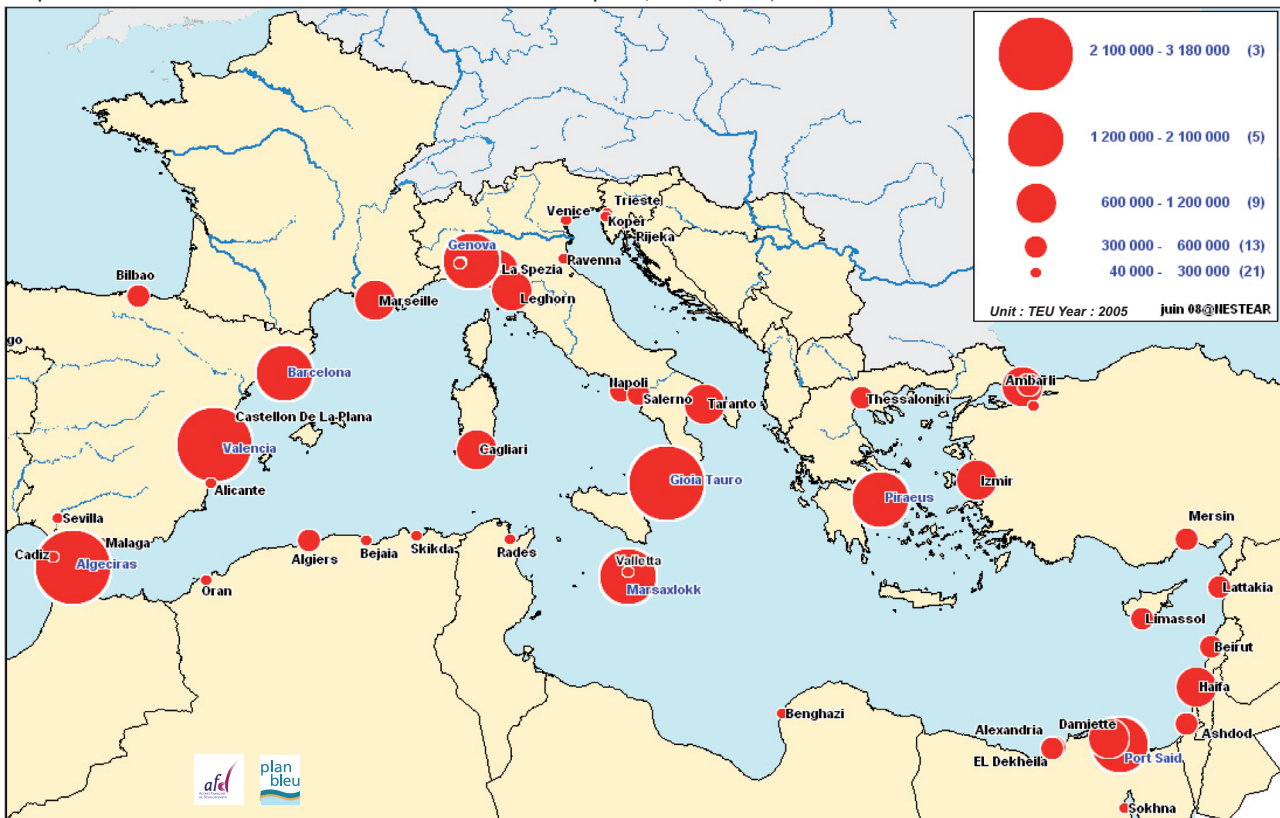 2 100 000 - 3 180 000 (3)
1 200 000 - 2 100 000 (5)
600 000 - 1 200 000 (9)
300 000 - 600 000 (13)
40 000 - 300 000 (21)
Unit : TEU Year : 2005 juin 08@NESTEAR
Trieste
Venice
Koper
Rijeka
Genova
Ravenna
La Spezia
Bilbao
Leghorn
Marseille
go
Barcelona
Napoli
Ambarli
Salerno
Thessaloniki
Taranto
Castellon De La Plana
Valencia
Cagliari
Gioia Tauro
Izmir
Alicante
Piraeus
Sevilla
Mersin
Malaga
Cadiz
Algeciras
Algiers
Bejaia
Skikda
Rades
Valletta
Marsaxlokk
Oran
Lattakia
Limassol
Beirut
Haifa
Benghazi
Alexandria
Damiette
Ashdod
EL Dekheila
Port Said
afd
plan
bleu
Sokhna